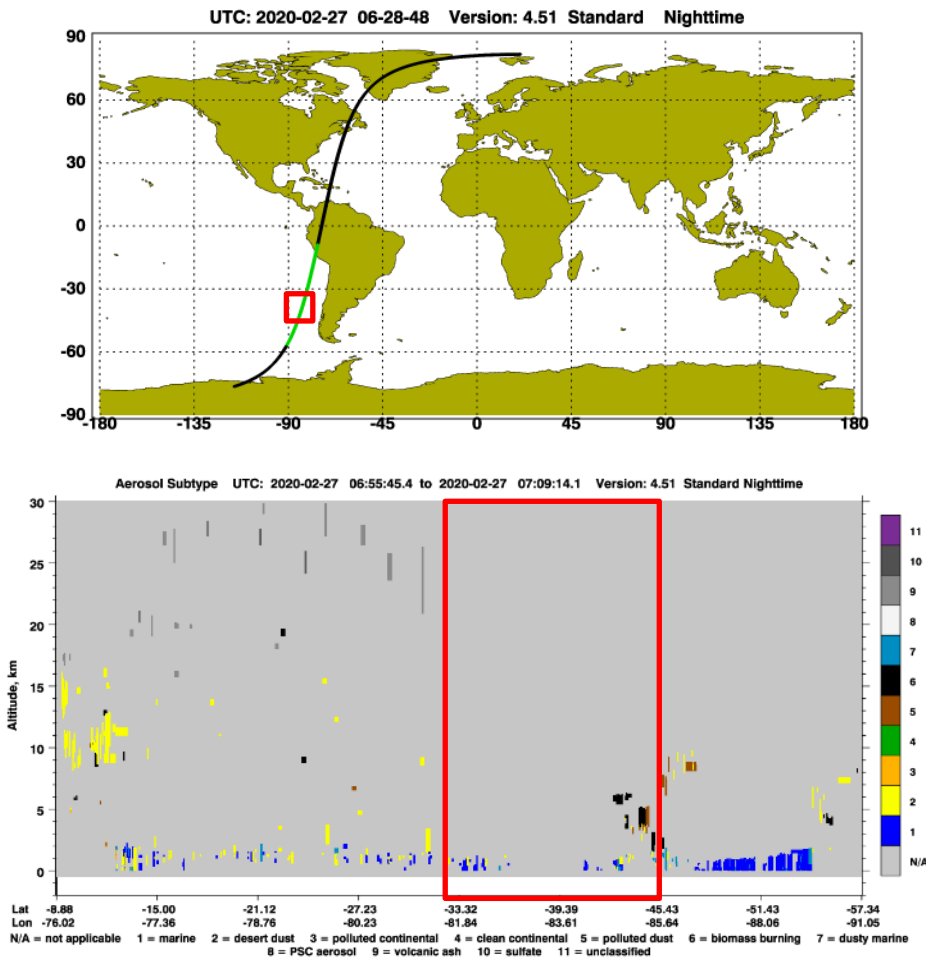 UTC: 2020-02-27 06-28-48 Version: 4.51 Standard Nighttime
90
60
30
0
-30
-60
-90
-180 -135 -90 -45 0 45 90 135 180
Aerosol Subtype UTC: 2020-02-27 06:55:45.4 to 2020-02-27 07:09:14.1 Version: 4.51 Standard Nighttime
30
25
20
15
10
5
0
Altitude, km
11
10
9
8
7
6
5
4
3
2
1
N/A
Lat -8.88 -15.00 -21.12 -27.23 -33.32 -39.39 -45.43 -51.43 -57.34
Lon -76.02 -77.36 -78.76 -80.23 -81.84 -83.61 -85.64 -88.06 -91.05
N/A = not applicable 1 = marine 2 = desert dust 3 = polluted continental 4 = clean continental 5 = polluted dust 6 = biomass burning 7 = dusty marine
8 = PSC aerosol 9 = volcanic ash 10 = sulfate 11 = unclassified